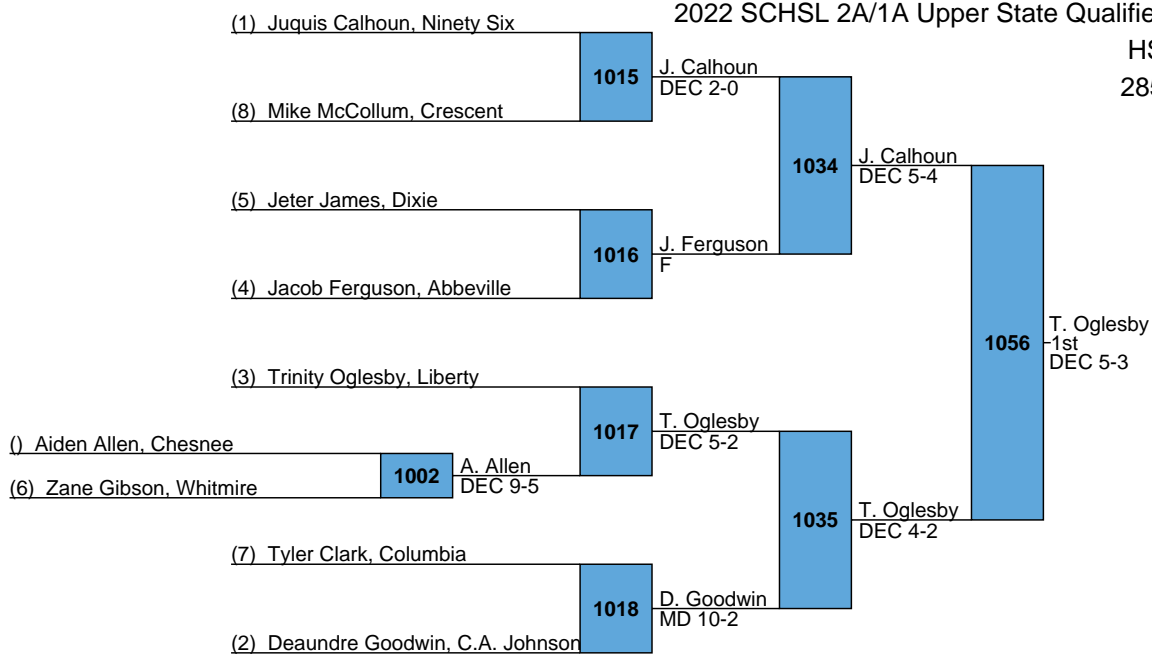 2022 SCHSL 2A/1A Upper State Qualifie
HS
285
(1) Juquis Calhoun, Ninety Six
1015
J. Calhoun
DEC 2-0
(8) Mike McCollum, Crescent
1034
J. Calhoun
DEC 5-4
(5) Jeter James, Dixie
1016
J. Ferguson
F
(4) Jacob Ferguson, Abbeville
1056
T. Oglesby
1st
DEC 5-3
(3) Trinity Oglesby, Liberty
1017
T. Oglesby
DEC 5-2
() Aiden Allen, Chesnee
1002
A. Allen
DEC 9-5
(6) Zane Gibson, Whitmire
1035
T. Oglesby
DEC 4-2
(7) Tyler Clark, Columbia
1018
D. Goodwin
MD 10-2
(2) Deaundre Goodwin, C.A. Johnson